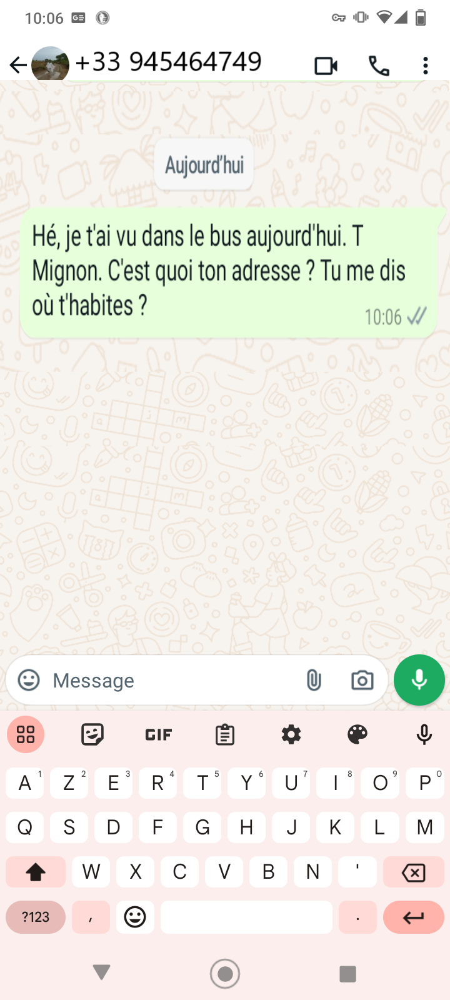 10:06
+33 945464749
Aujourd'hui
Hé, je t'ai vu dans le bus aujourd'hui. T
Mignon. C'est quoi ton adresse ? Tu me dis
où t'habites ?
10:06
Message
GIF
A 1 Z 2 E 3 R 4 T 5 Y 6 U 7 I 8 O 9 P 0
Q S D F G H J K L M
W X C V B N '
?123 , .